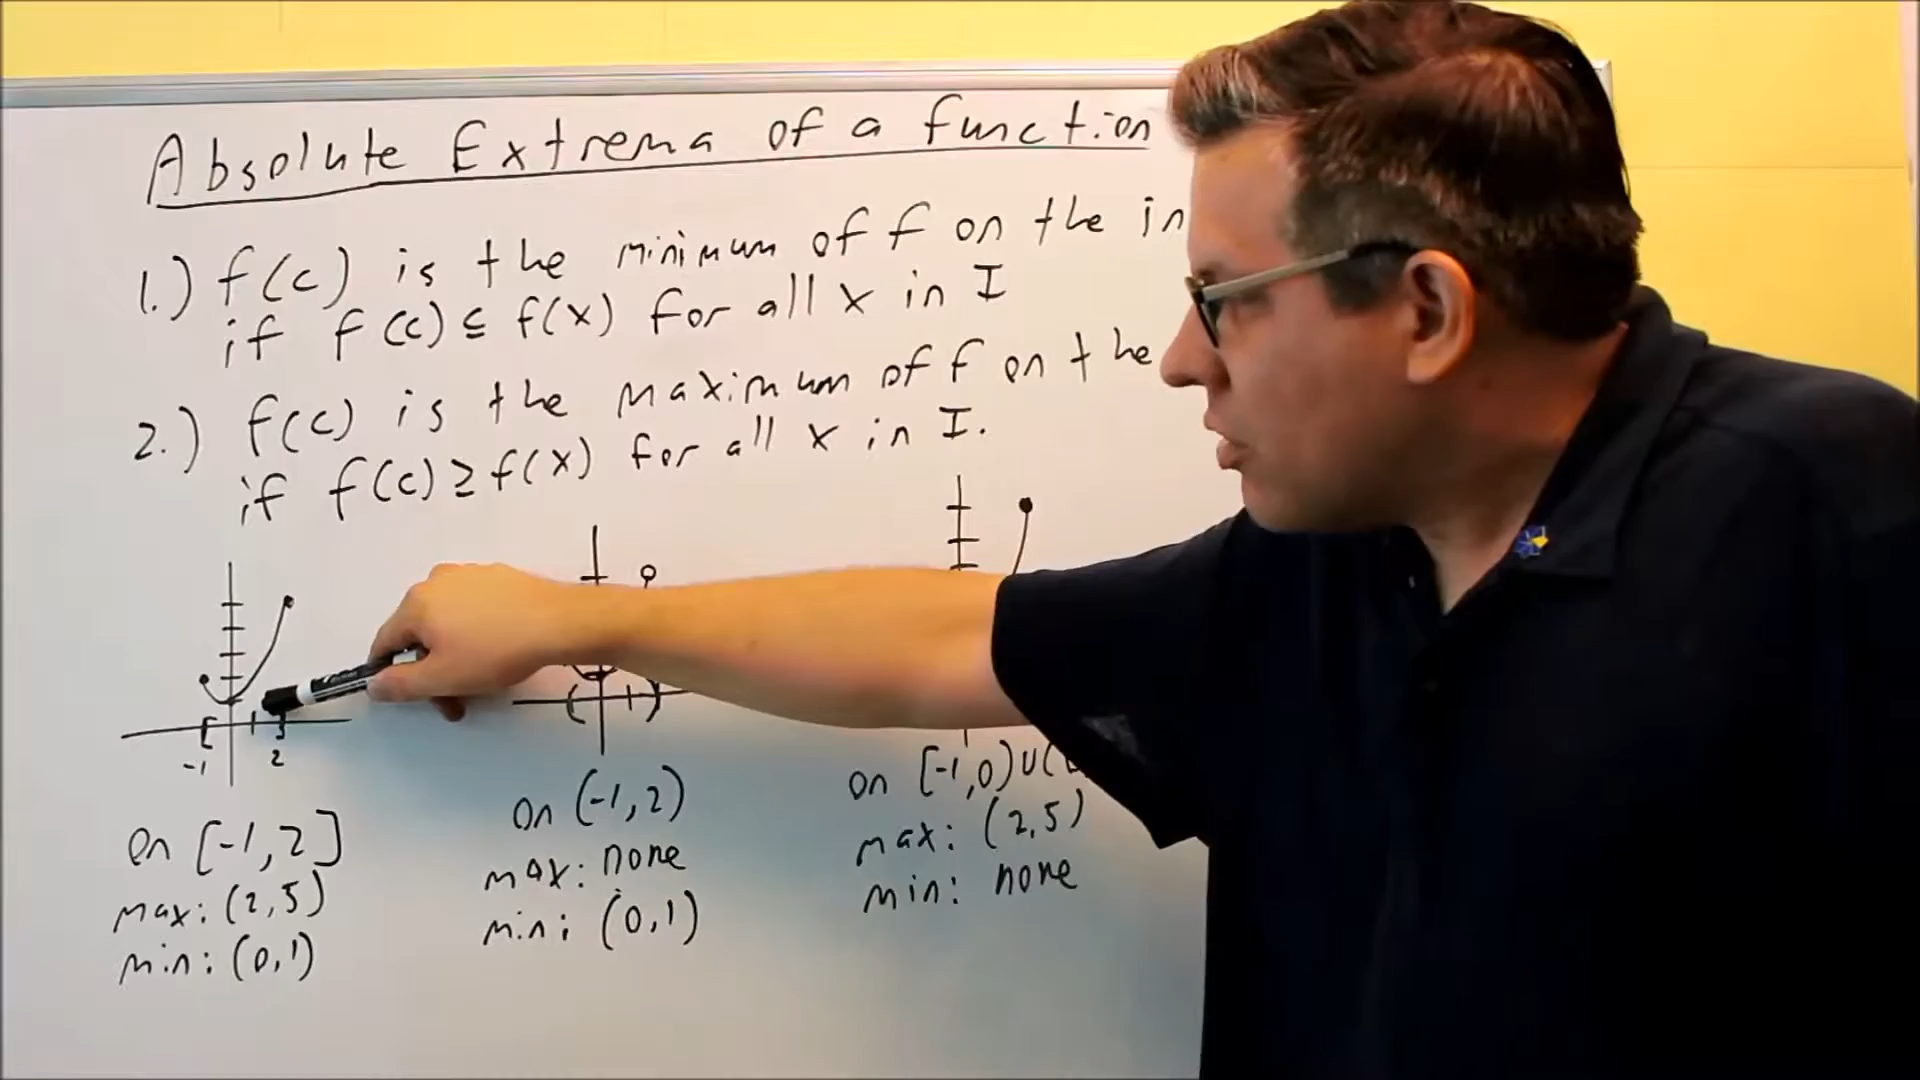 Absolute Extrema of a function
1.) f(c) is the minimum of f on the in
if f(c) ≤ f(x) for all x in I
2.) f(c) is the maximum of f on the
if f(c) ≥ f(x) for all x in I.
-1 2
on [-1,2]
max: (2,5)
min: (0,1)
on (-1,2)
max: none
min: (0,1)
on [-1,0)U(
max: (2,5)
min: none